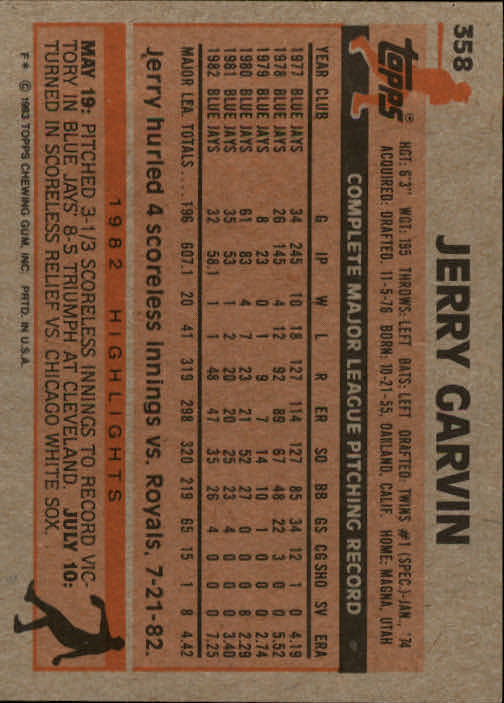 358
topps®
JERRY GARVIN
HGT: 6'3" WGT: 195 THROWS: LEFT BATS: LEFT DRAFTED: TWINS #1 (SPEC.)-JAN., '74
ACQUIRED: DRAFTED, 11-5-76 BORN: 10-21-55, OAKLAND, CALIF. HOME: MAGNA, UTAH
COMPLETE MAJOR LEAGUE PITCHING RECORD
YEAR CLUB G IP W L R ER SO BB GS CG SHO SV ERA
1977 BLUE JAYS 34 245 10 18 127 114 127 85 34 12 1 0 4.19
1978 BLUE JAYS 26 145 4 12 92 89 67 48 22 3 0 0 5.52
1979 BLUE JAYS 8 23 0 1 9 7 14 10 1 0 0 0 2.74
1980 BLUE JAYS 61 83 4 7 23 21 52 27 0 0 0 8 2.29
1981 BLUE JAYS 35 53 1 2 20 20 25 23 4 0 0 0 3.40
1982 BLUE JAYS 32 58.1 1 1 48 47 35 26 4 0 0 0 7.25
MAJOR LEA. TOTALS .... 196 607.1 20 41 319 298 320 219 65 15 1 8 4.42
Jerry hurled 4 scoreless innings vs. Royals, 7-21-82.
1982 HIGHLIGHTS
MAY 19: PITCHED 3-1/3 SCORELESS INNINGS TO RECORD VIC-
TORY IN BLUE JAYS' 8-5 TRIUMPH AT CLEVELAND. JULY 10:
TURNED IN SCORELESS RELIEF VS. CHICAGO WHITE SOX.
F* © 1983 TOPPS CHEWING GUM, INC. PRTD. IN U.S.A.